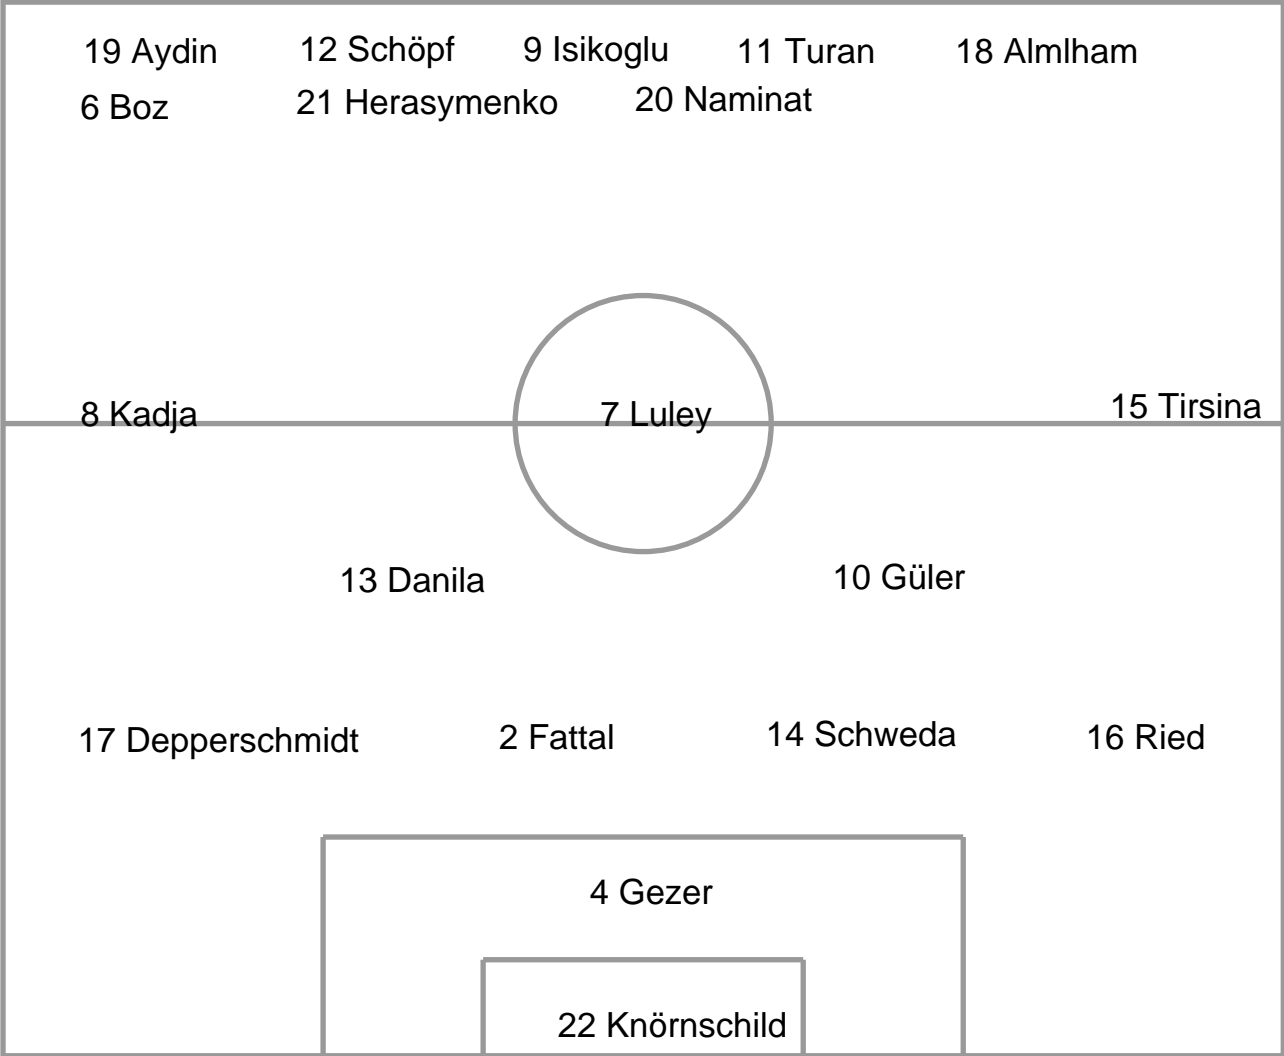 19 Aydin 12 Schöpf 9 Isikoglu 11 Turan 18 Almlham
6 Boz 21 Herasymenko 20 Naminat
8 Kadja 7 Luley 15 Tirsina
13 Danila 10 Güler
17 Depperschmidt 2 Fattal 14 Schweda 16 Ried
4 Gezer
22 Knörnschild